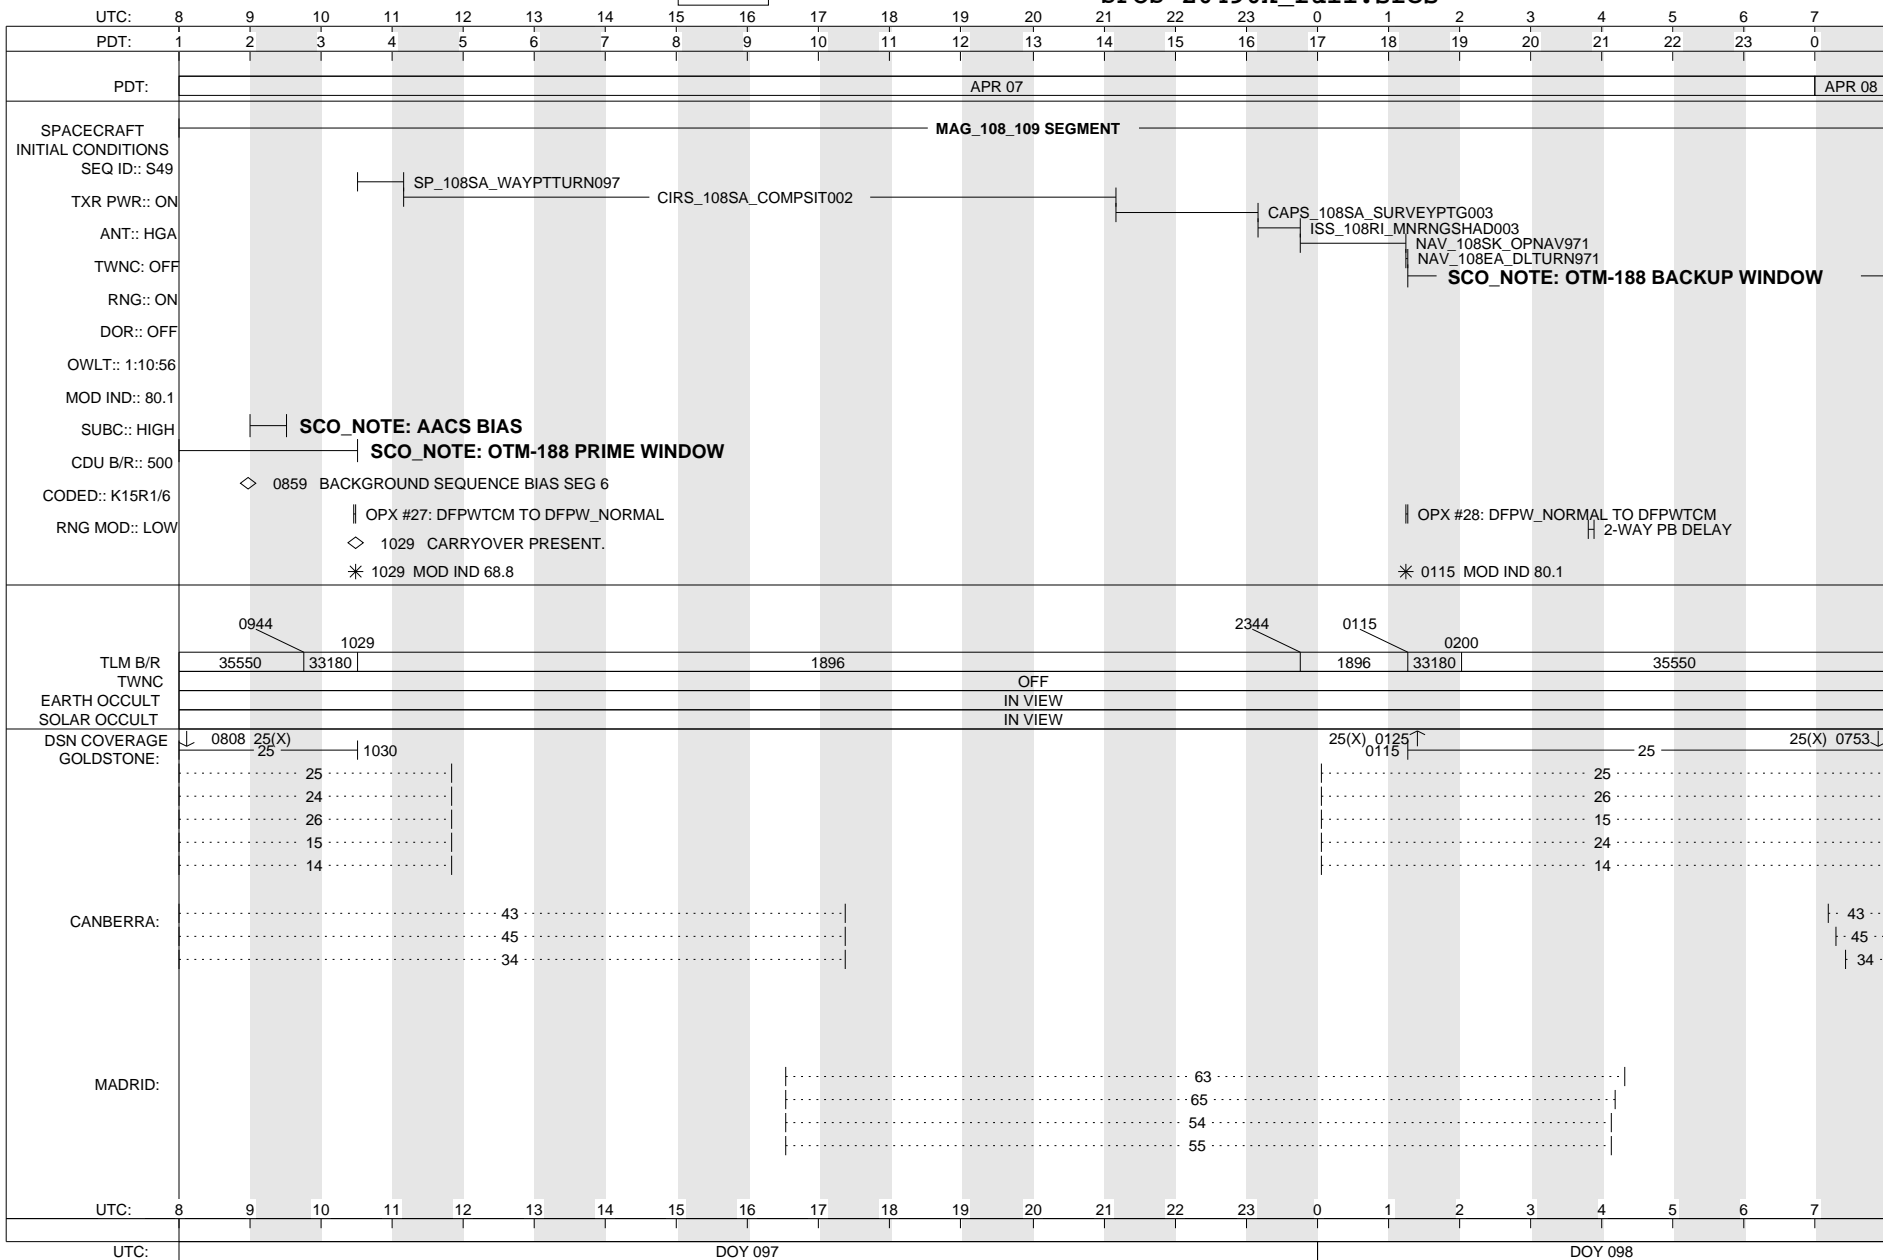 UTC: 8 9 10 11 12 13 14 15 16 17 18 19 20 21 22 23 0 1 2 3 4 5 6 7
PDT: 1 2 3 4 5 6 7 8 9 10 11 12 13 14 15 16 17 18 19 20 21 22 23 0
PDT: APR 07 APR 08
SPACECRAFT
INITIAL CONDITIONS
MAG_108_109 SEGMENT
SEQ ID:: S49
SP_108SA_WAYPTTURN097
TXR PWR:: ON
CIRS_108SA_COMPSIT002
CAPS_108SA_SURVEYPTG003
ANT:: HGA
ISS_108RI_MNRNGSHAD003
NAV_108SK_OPNAV971
TWNC: OFF
NAV_108EA_DLTURN971
SCO_NOTE: OTM-188 BACKUP WINDOW
RNG:: ON
DOR:: OFF
OWLT:: 1:10:56
MOD IND:: 80.1
SUBC:: HIGH
SCO_NOTE: AACS BIAS
SCO_NOTE: OTM-188 PRIME WINDOW
CDU B/R:: 500
0859 BACKGROUND SEQUENCE BIAS SEG 6
CODED:: K15R1/6
OPX #27: DFPWTCM TO DFPW_NORMAL
OPX #28: DFPW_NORMAL TO DFPWTCM
RNG MOD:: LOW
2-WAY PB DELAY
1029 CARRYOVER PRESENT.
1029 MOD IND 68.8
0115 MOD IND 80.1
0944 2344 0115
1029 0200
TLM B/R 35550 33180 1896 1896 33180 35550
TWNC OFF
EARTH OCCULT IN VIEW
SOLAR OCCULT IN VIEW
DSN COVERAGE 0808 25(X) 25(X) 0125 25(X) 0753
GOLDSTONE: 25 1030 0115 25
25 25
24 26
26 15
15 24
14 14
CANBERRA: 43 43
45 45
34 34
MADRID: 63
65
54
55
UTC: 8 9 10 11 12 13 14 15 16 17 18 19 20 21 22 23 0 1 2 3 4 5 6 7
UTC: DOY 097 DOY 098